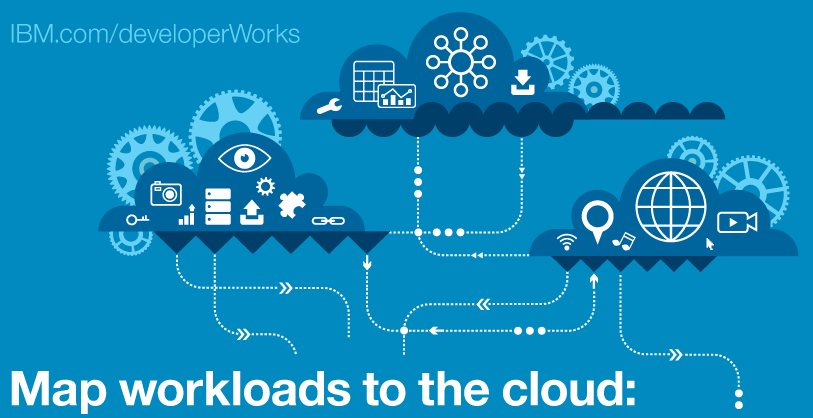 IBM.com/developerWorks
Map workloads to the cloud: